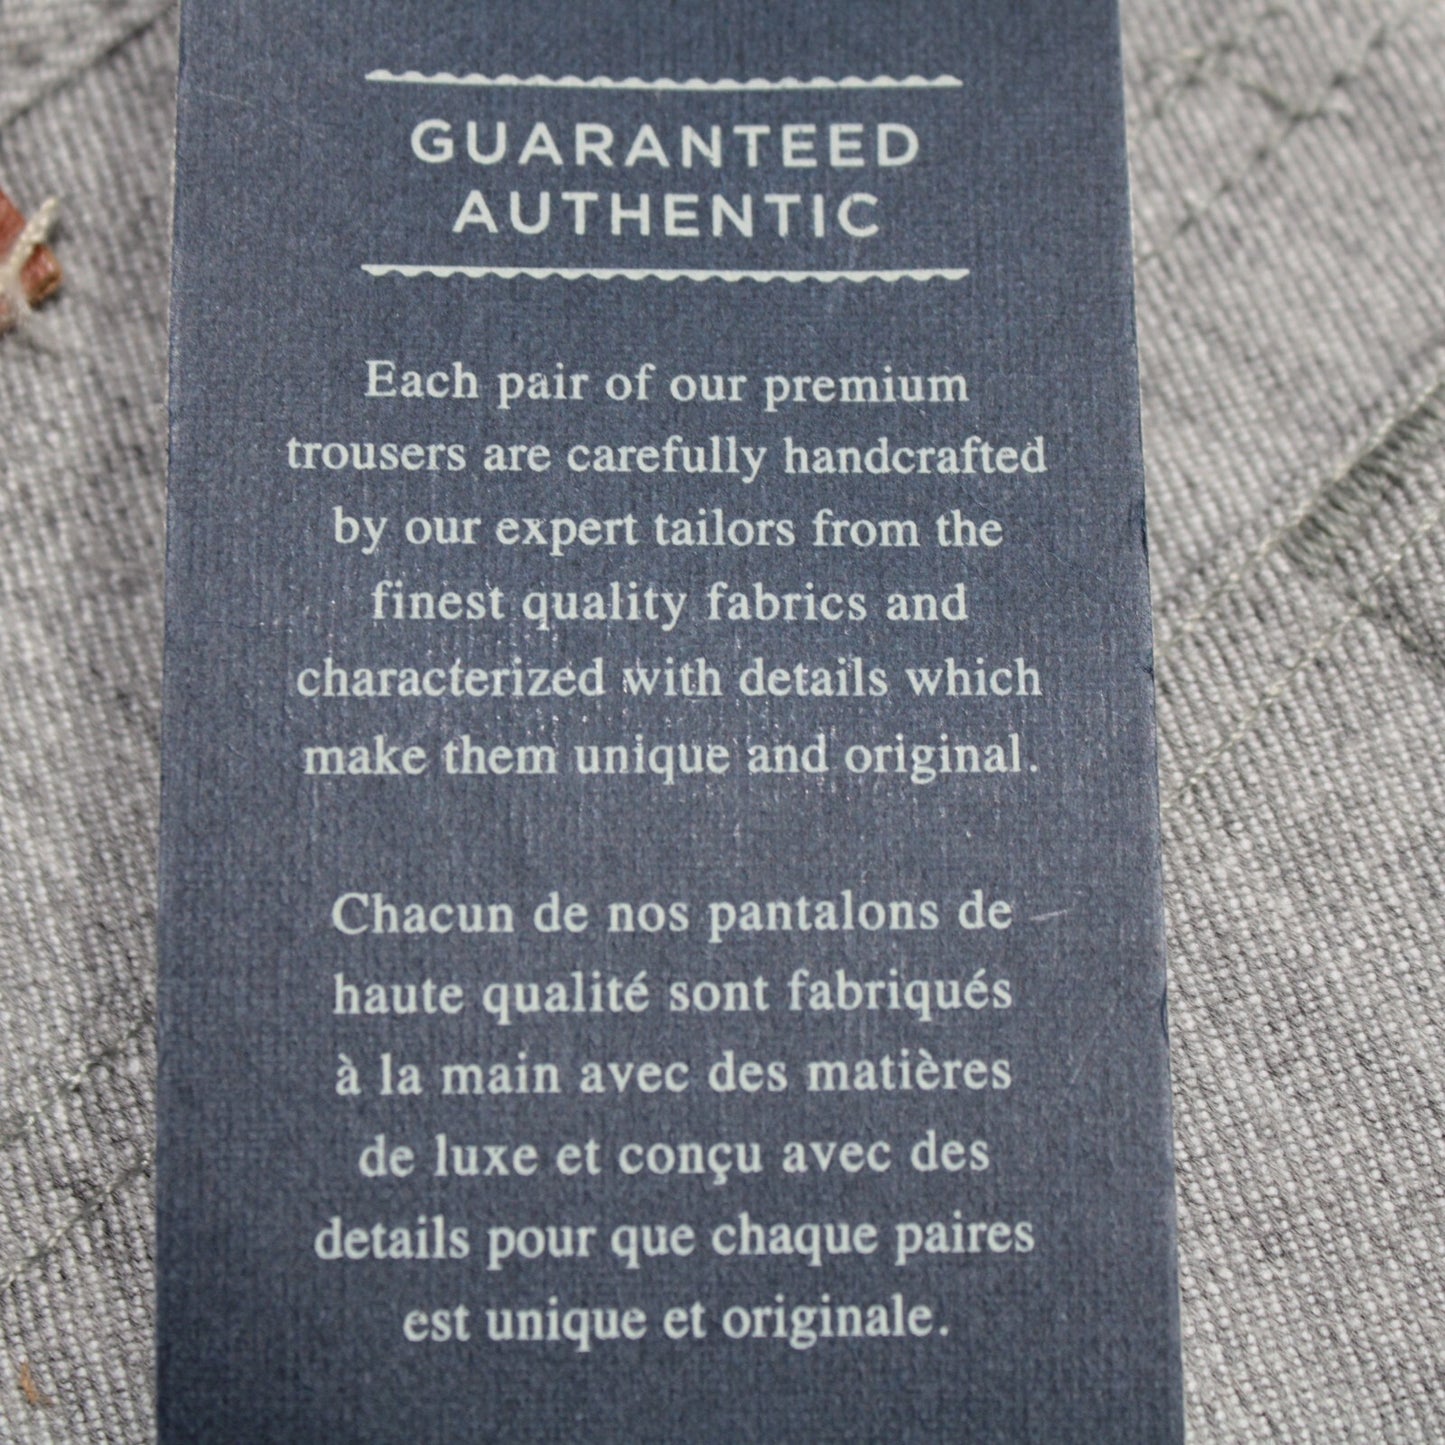 GUARANTEED
AUTHENTIC
Each pair of our premium
trousers are carefully handcrafted
by our expert tailors from the
finest quality fabrics and
characterized with details which
make them unique and original.
Chacun de nos pantalons de
haute qualité sont fabriqués
à la main avec des matières
de luxe et conçu avec des
details pour que chaque paires
est unique et originale.